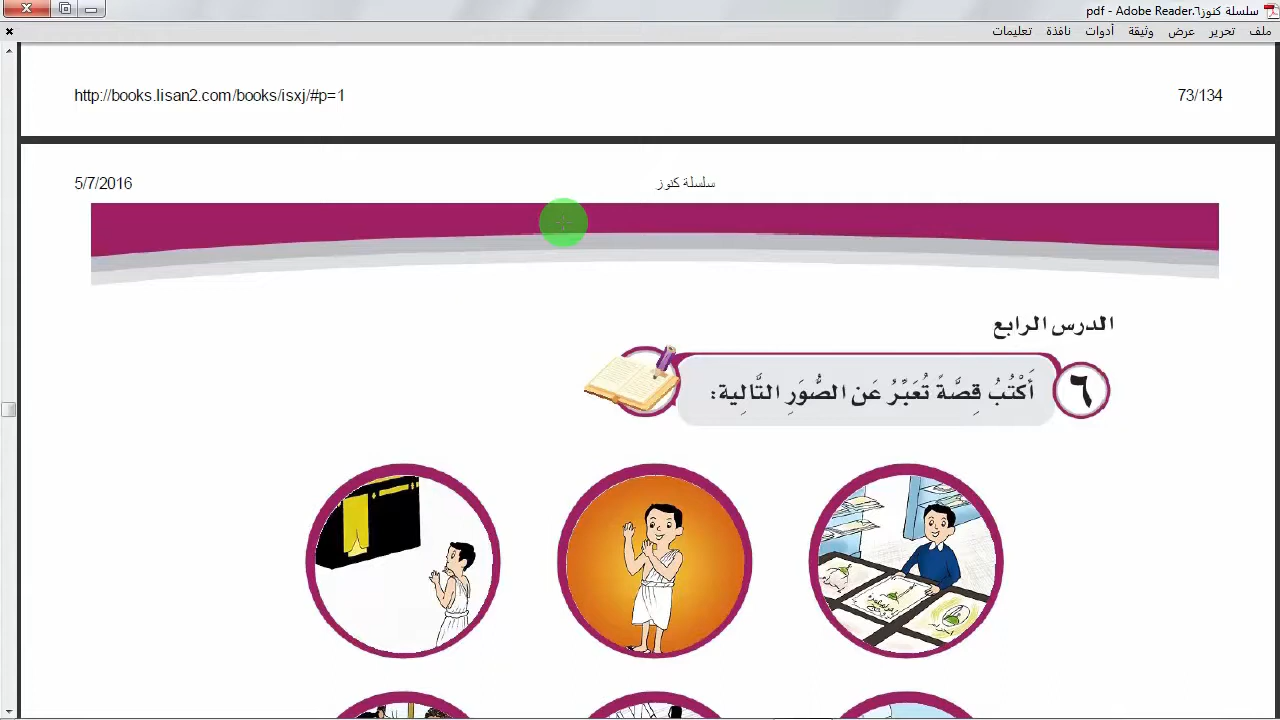 سلسلة كنوز٦.pdf - Adobe Reader
ملف تحرير عرض وثيقة أدوات نافذة تعليمات
http://books.lisan2.com/books/isxj/#p=1
73/134
5/7/2016
سلسلة كنوز
الدرس الرابع
٦ أَكْتُبُ قِصَّةً تُعَبِّرُ عَن الصُّوَرِ التَّالِية: